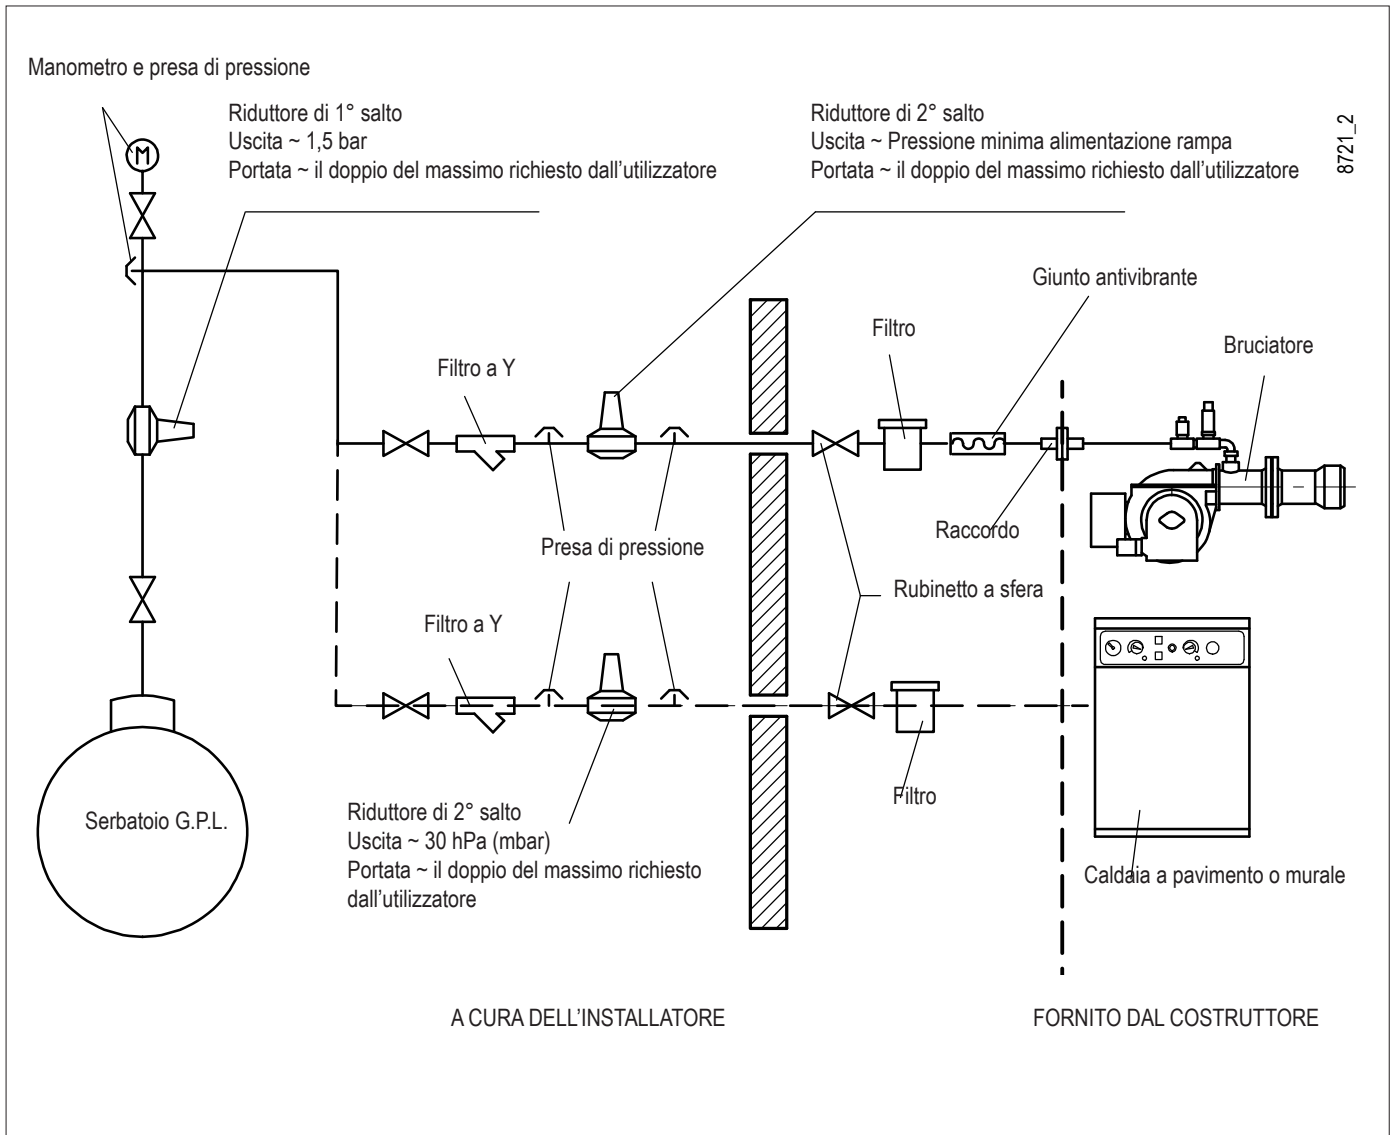 Manometro e presa di pressione
Riduttore di 1° salto
Uscita ~ 1,5 bar
Portata ~ il doppio del massimo richiesto dall'utilizzatore
Riduttore di 2° salto
Uscita ~ Pressione minima alimentazione rampa
Portata ~ il doppio del massimo richiesto dall'utilizzatore
8721_2
M
Giunto antivibrante
Filtro
Bruciatore
Filtro a Y
Raccordo
Presa di pressione
Rubinetto a sfera
Filtro a Y
Serbatoio G.P.L.
Riduttore di 2° salto
Uscita ~ 30 hPa (mbar)
Portata ~ il doppio del massimo richiesto
dall'utilizzatore
Filtro
Caldaia a pavimento o murale
A CURA DELL'INSTALLATORE
FORNITO DAL COSTRUTTORE